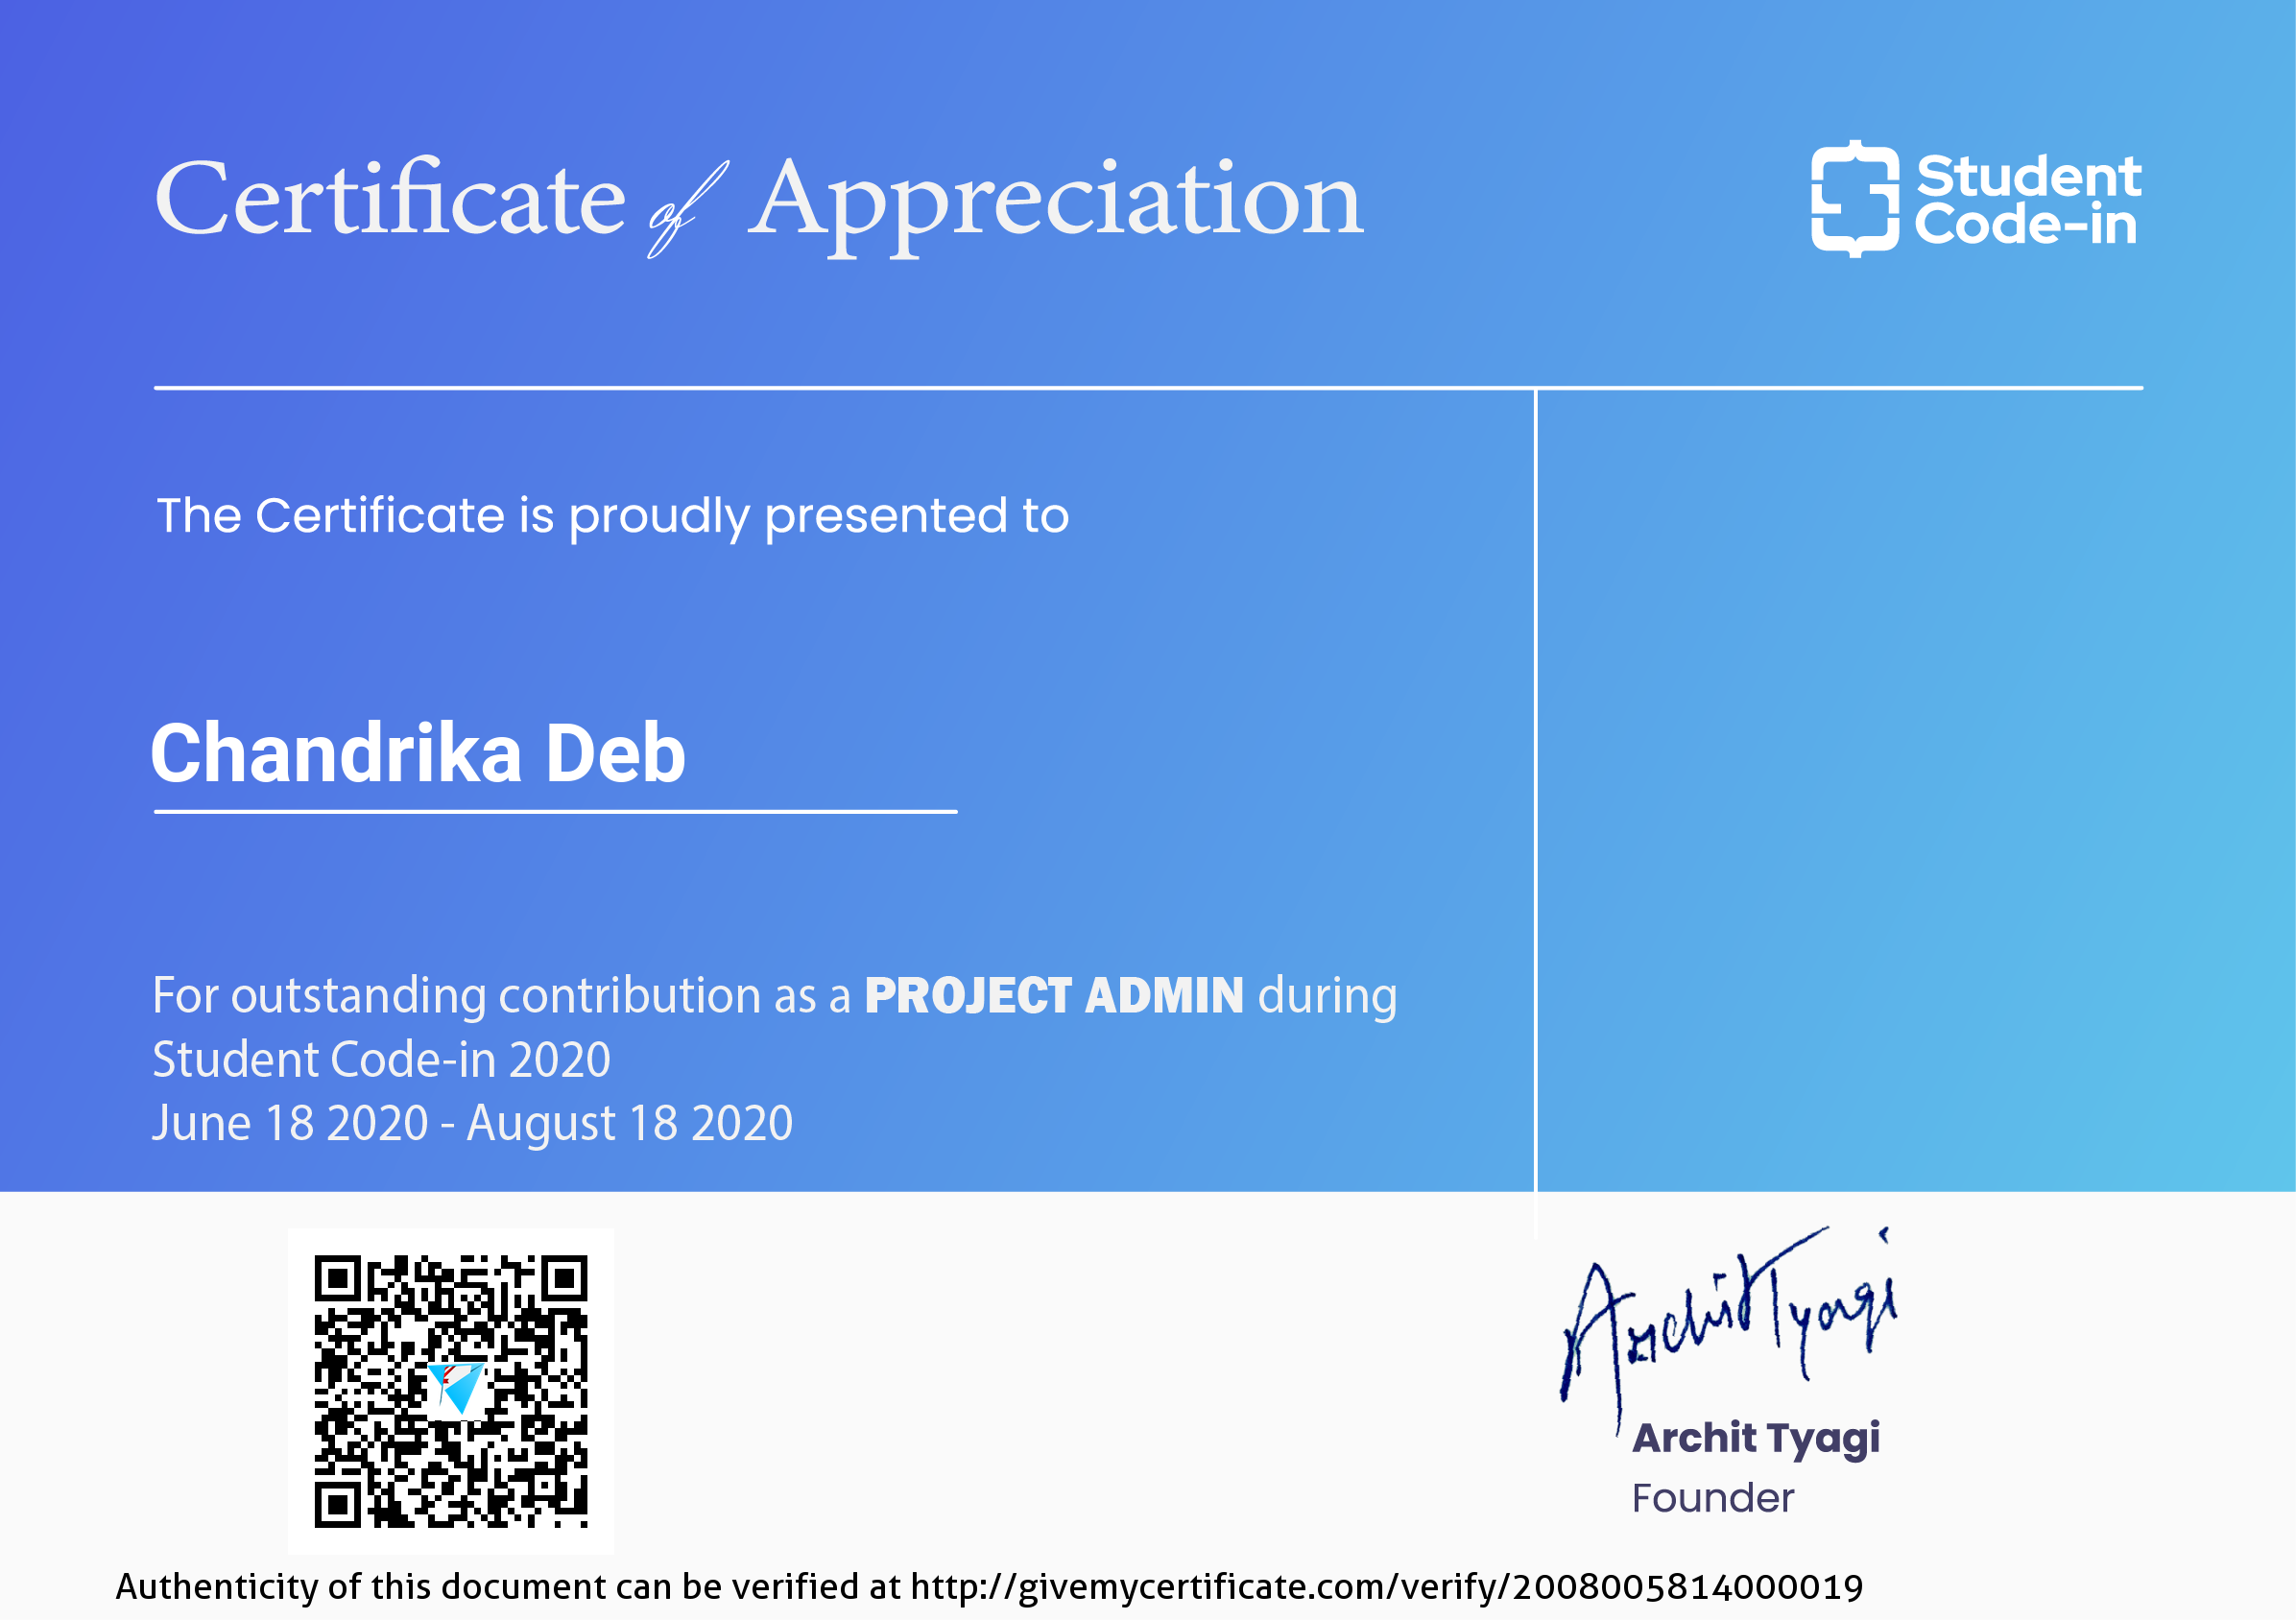 Certificate of Appreciation
Student
Code-in
The Certificate is proudly presented to
Chandrika Deb
For outstanding contribution as a PROJECT ADMIN during
Student Code-in 2020
June 18 2020 - August 18 2020
Archit Tyagi
Archit Tyagi
Founder
Authenticity of this document can be verified at http://givemycertificate.com/verify/2008005814000019